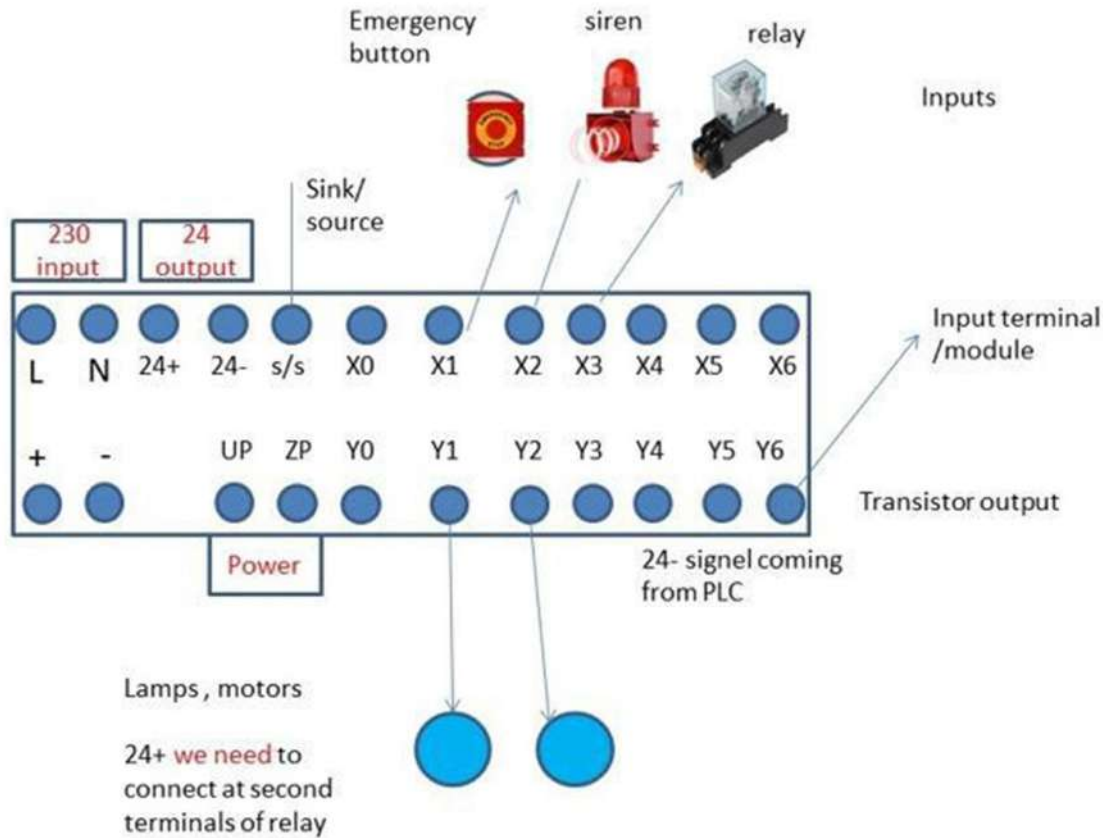 Emergency
button
siren
relay
Inputs
Sink/
source
230
input
24
output
Input terminal
/module
L N 24+ 24- s/s X0 X1 X2 X3 X4 X5 X6
+ - UP ZP Y0 Y1 Y2 Y3 Y4 Y5 Y6
Transistor output
Power
24- signel coming
from PLC
Lamps , motors
24+ we need to
connect at second
terminals of relay